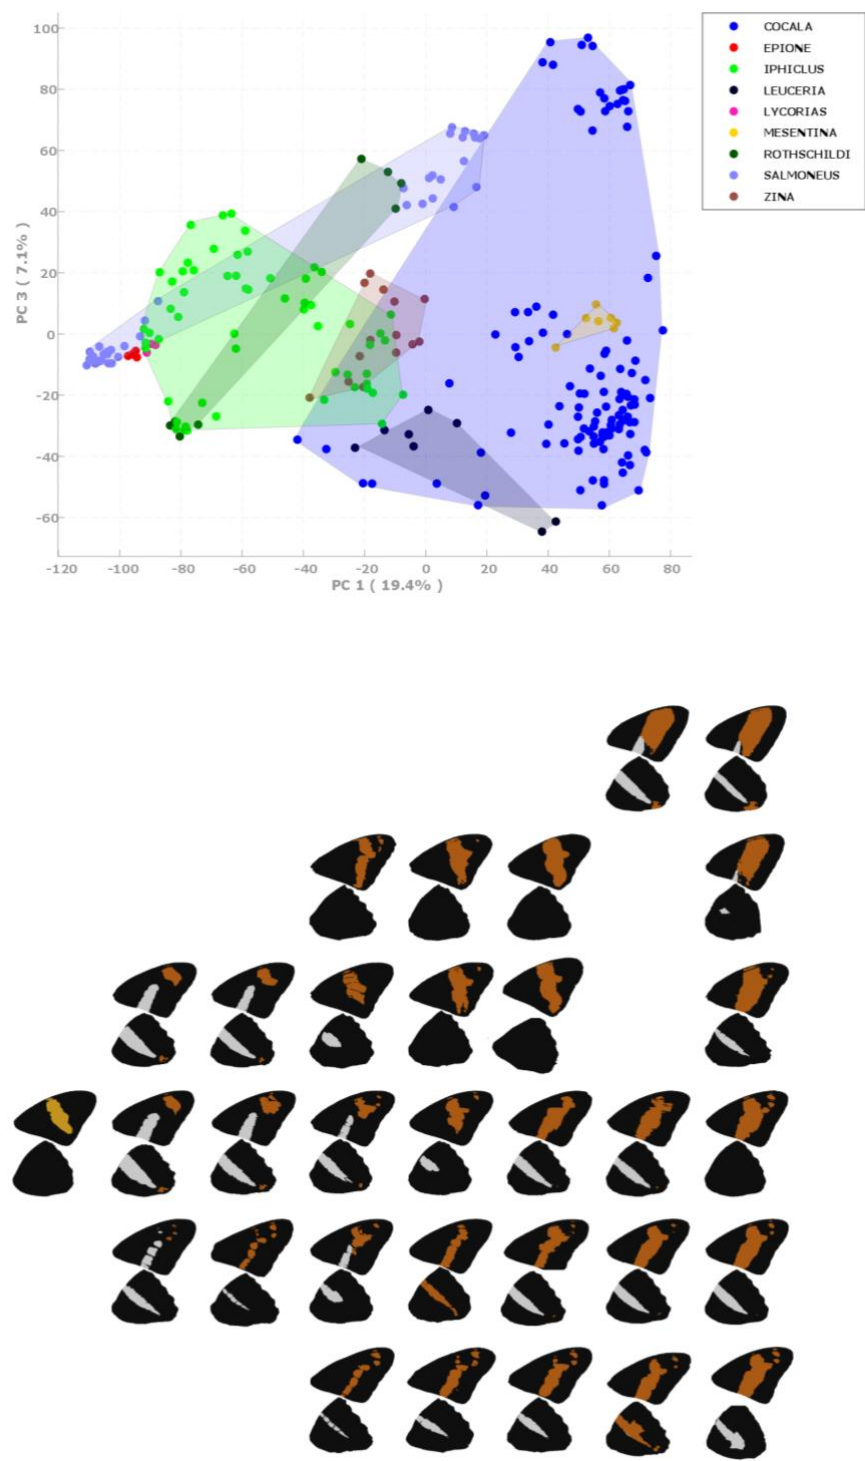 100
80
60
40
20
0
-20
-40
-60
PC 3 ( 7.1% )
-120 -100 -80 -60 -40 -20 0 20 40 60 80
PC 1 ( 19.4% )
COCALA
EPIONE
IPHICLUS
LEUCERIA
LYCORIAS
MESENTINA
ROTHSCHILDI
SALMONEUS
ZINA